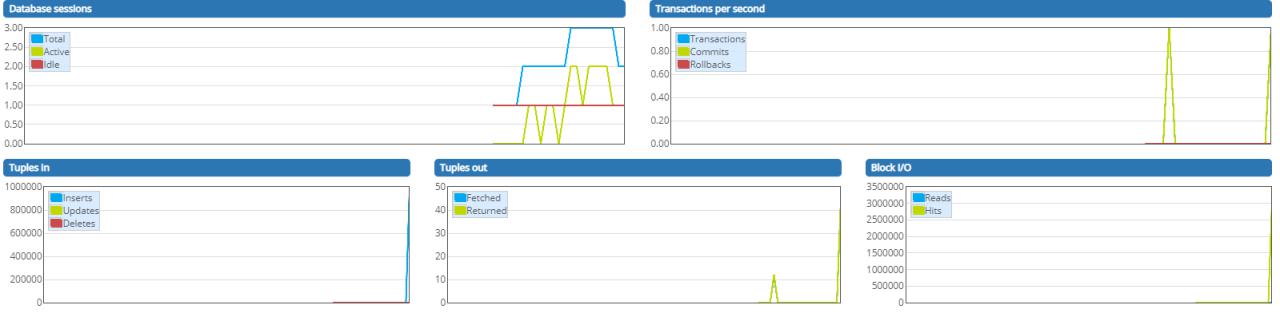 Database sessions
3.00
2.50
2.00
1.50
1.00
0.50
0.00
Total
Active
Idle
Transactions per second
1.00
0.80
0.60
0.40
0.20
0.00
Transactions
Commits
Rollbacks
Tuples in
1000000
800000
600000
400000
200000
0
Inserts
Updates
Deletes
Tuples out
50
40
30
20
10
0
Fetched
Returned
Block I/O
3500000
3000000
2500000
2000000
1500000
1000000
500000
0
Reads
Hits